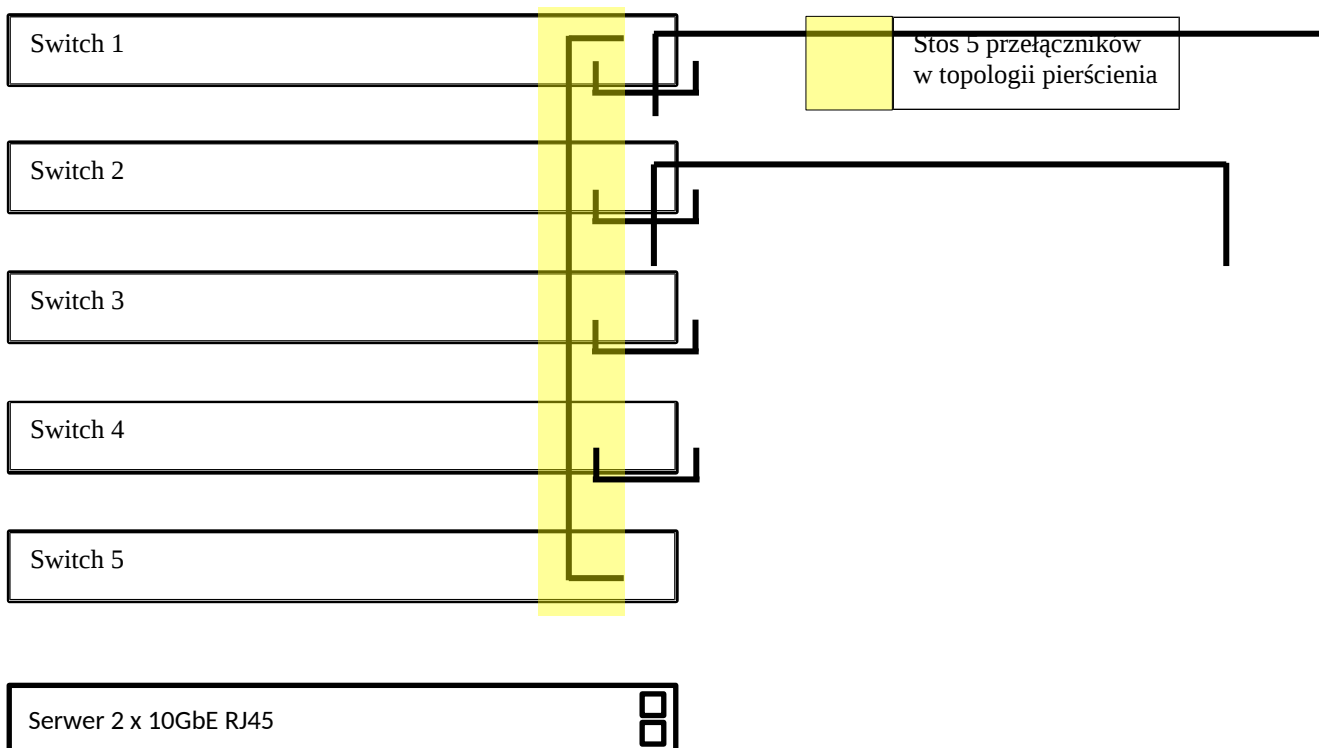 Switch 1
Stos 5 przełączników
w topologii pierścienia
Switch 2
Switch 3
Switch 4
Switch 5
Serwer 2 x 10GbE RJ45